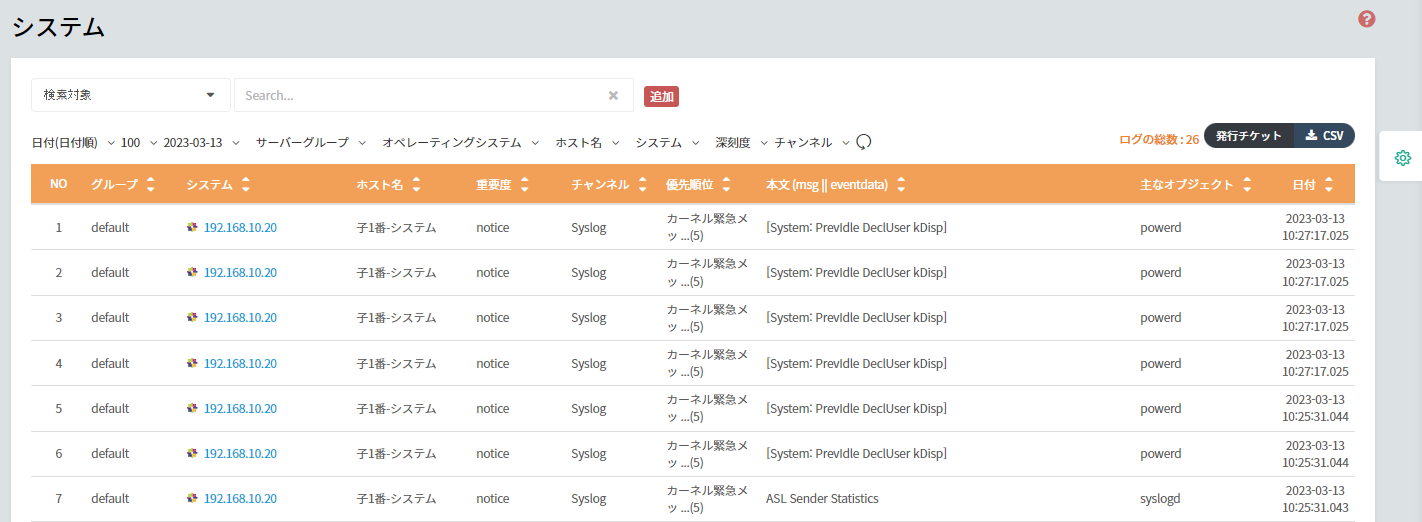 システム
検索対象 Search...  追加
日付(日付順) 100 2023-03-13 サーバーグループ オペレーティングシステム ホスト名 システム 深刻度 チャンネル ログの総数 : 26 発行チケット CSV
NO グループ システム ホスト名 重要度 チャンネル 優先順位 本文 (msg || eventdata) 主なオブジェクト 日付
1 default 192.168.10.20 子1番-システム notice Syslog カーネル緊急メ [System: PrevIdle DeclUser kDisp] powerd 2023-03-13
ッ ...(5) 10:27:17.025
2 default 192.168.10.20 子1番-システム notice Syslog カーネル緊急メ [System: PrevIdle DeclUser kDisp] powerd 2023-03-13
ッ ...(5) 10:27:17.025
3 default 192.168.10.20 子1番-システム notice Syslog カーネル緊急メ [System: PrevIdle DeclUser kDisp] powerd 2023-03-13
ッ ...(5) 10:27:17.025
4 default 192.168.10.20 子1番-システム notice Syslog カーネル緊急メ [System: PrevIdle DeclUser kDisp] powerd 2023-03-13
ッ ...(5) 10:27:17.025
5 default 192.168.10.20 子1番-システム notice Syslog カーネル緊急メ [System: PrevIdle DeclUser kDisp] powerd 2023-03-13
ッ ...(5) 10:25:31.044
6 default 192.168.10.20 子1番-システム notice Syslog カーネル緊急メ [System: PrevIdle DeclUser kDisp] powerd 2023-03-13
ッ ...(5) 10:25:31.044
7 default 192.168.10.20 子1番-システム notice Syslog カーネル緊急メ ASL Sender Statistics syslogd 2023-03-13
ッ ...(5) 10:25:31.043